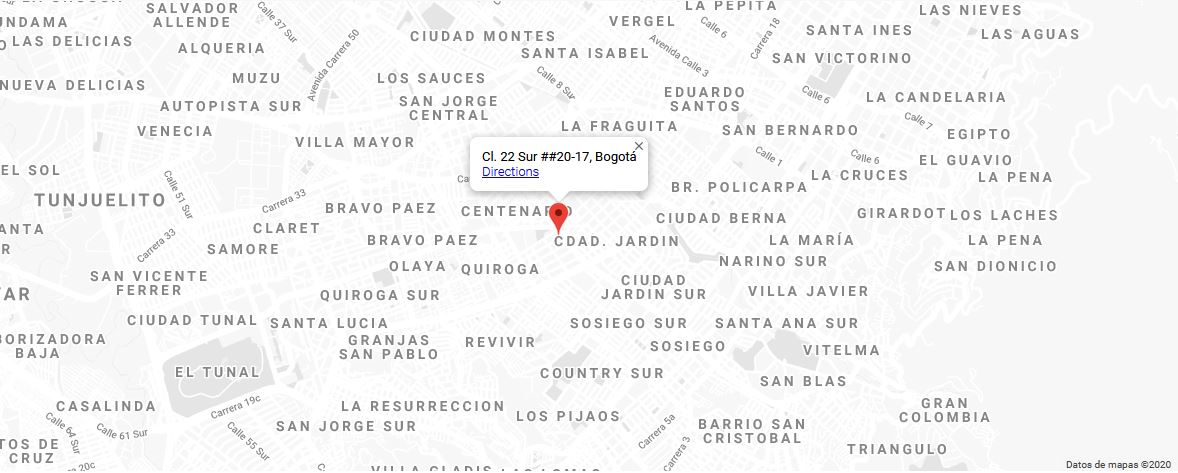 SALVADOR
ALLENDE
Calle 37 Sur
VERGEL
LA PEPITA
LAS NIEVES
Calle 6
Carrera 18
LAS DELICIAS
ALQUERIA
Avenida Carrera 50
CIUDAD MONTES
SANTA ISABEL
Avenida Calle 3
SANTA INES
LAS AGUAS
SAN VICTORINO
NUEVA DELICIAS
MUZU
LOS SAUCES
Calle 8 Sur
EDUARDO
SANTOS
Calle 6
LA CANDELARIA
AUTOPISTA SUR
SAN JORGE
CENTRAL
VENECIA
VILLA MAYOR
LA FRAGUITA
SAN BERNARDO
Calle 7
EGIPTO
Cl. 22 Sur ##20-17, Bogotá
Directions
Calle 1
Calle 6
EL GUAVIO
LA PENA
LA CRUCES
EL SOL
TUNJUELITO
Calle 51 Sur
Carrera 33
BR. POLICARPA
BRAVO PAEZ
CENTENARIO
CIUDAD BERNA
GIRARDOT
LOS LACHES
CLARET
Carrera 33
SAMORE
BRAVO PAEZ
CDAD. JARDIN
LA MARÍA
LA PENA
OLAYA
QUIROGA
NARINO SUR
SAN DIONICIO
SAN VICENTE
FERRER
QUIROGA SUR
CIUDAD
JARDIN SUR
VILLA JAVIER
CIUDAD TUNAL
SANTA LUCIA
SOSIEGO SUR
SANTA ANA SUR
BORIZADORA
BAJA
GRANJAS
SAN PABLO
REVIVIR
SOSIEGO
VITELMA
EL TUNAL
COUNTRY SUR
SAN BLAS
CASALINDA
Carrera 19c
LA RESURRECCION
LOS PIJAOS
GRAN
COLOMBIA
Calle 64 Sur
Calle 61 Sur
Calle 55 Sur
SAN JORGE SUR
Carrera 5a
Carrera 3
BARRIO SAN
CRISTOBAL
TOS DE
CRUZ
TRIANGULO
VILLA GLADIS
LAS LOMAS
Datos de mapas ©2020